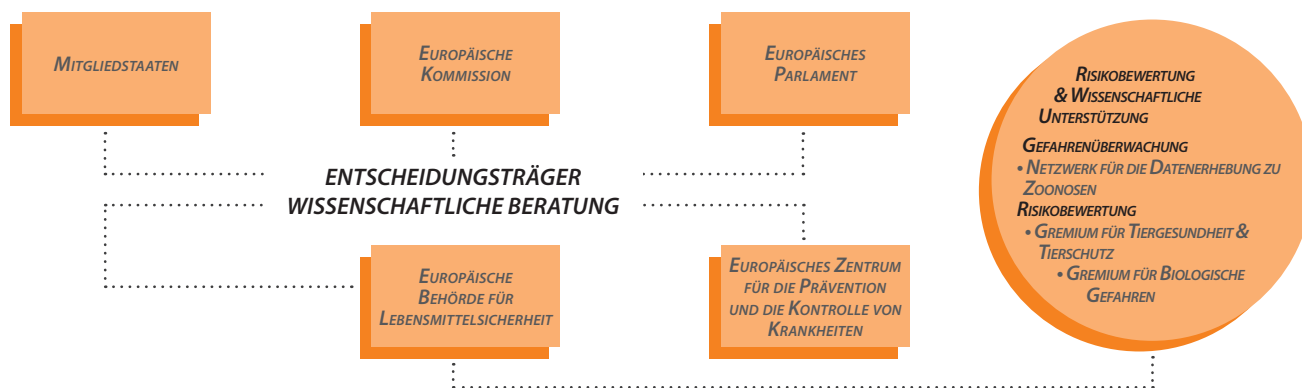 MITGLIEDSTAATEN
EUROPÄISCHE
KOMMISSION
EUROPÄISCHES
PARLAMENT
ENTSCHEIDUNGSTRÄGER
WISSENSCHAFTLICHE BERATUNG
EUROPÄISCHE
BEHÖRDE FÜR
LEBENSMITTELSICHERHEIT
EUROPÄISCHES ZENTRUM
FÜR DIE PRÄVENTION
UND DIE KONTROLLE VON
KRANKHEITEN
RISIKOBEWERTUNG
& WISSENSCHAFTLICHE
UNTERSTÜTZUNG
GEFAHRENÜBERWACHUNG
• NETZWERK FÜR DIE DATENERHEBUNG ZU
ZOONOSEN
RISIKOBEWERTUNG
• GREMIUM FÜR TIERGESUNDHEIT &
TIERSCHUTZ
• GREMIUM FÜR BIOLOGISCHE
GEFAHREN